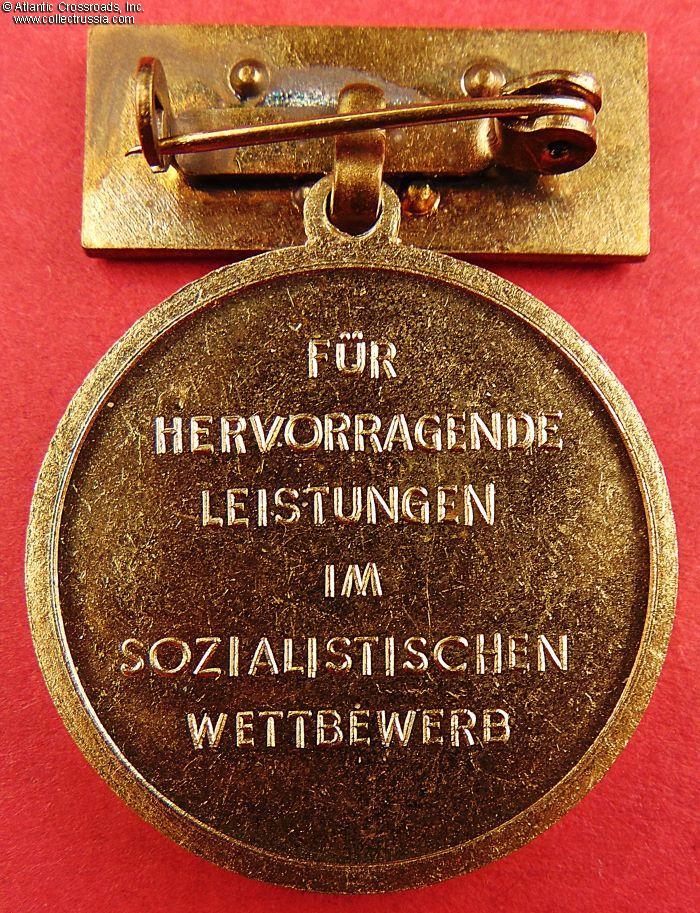 © Atlantic Crossroads, Inc.
www.collectrussia.com
FÜR
HERVORRAGENDE
LEISTUNGEN
IM
SOZIALISTISCHEN
WETTBEWERB